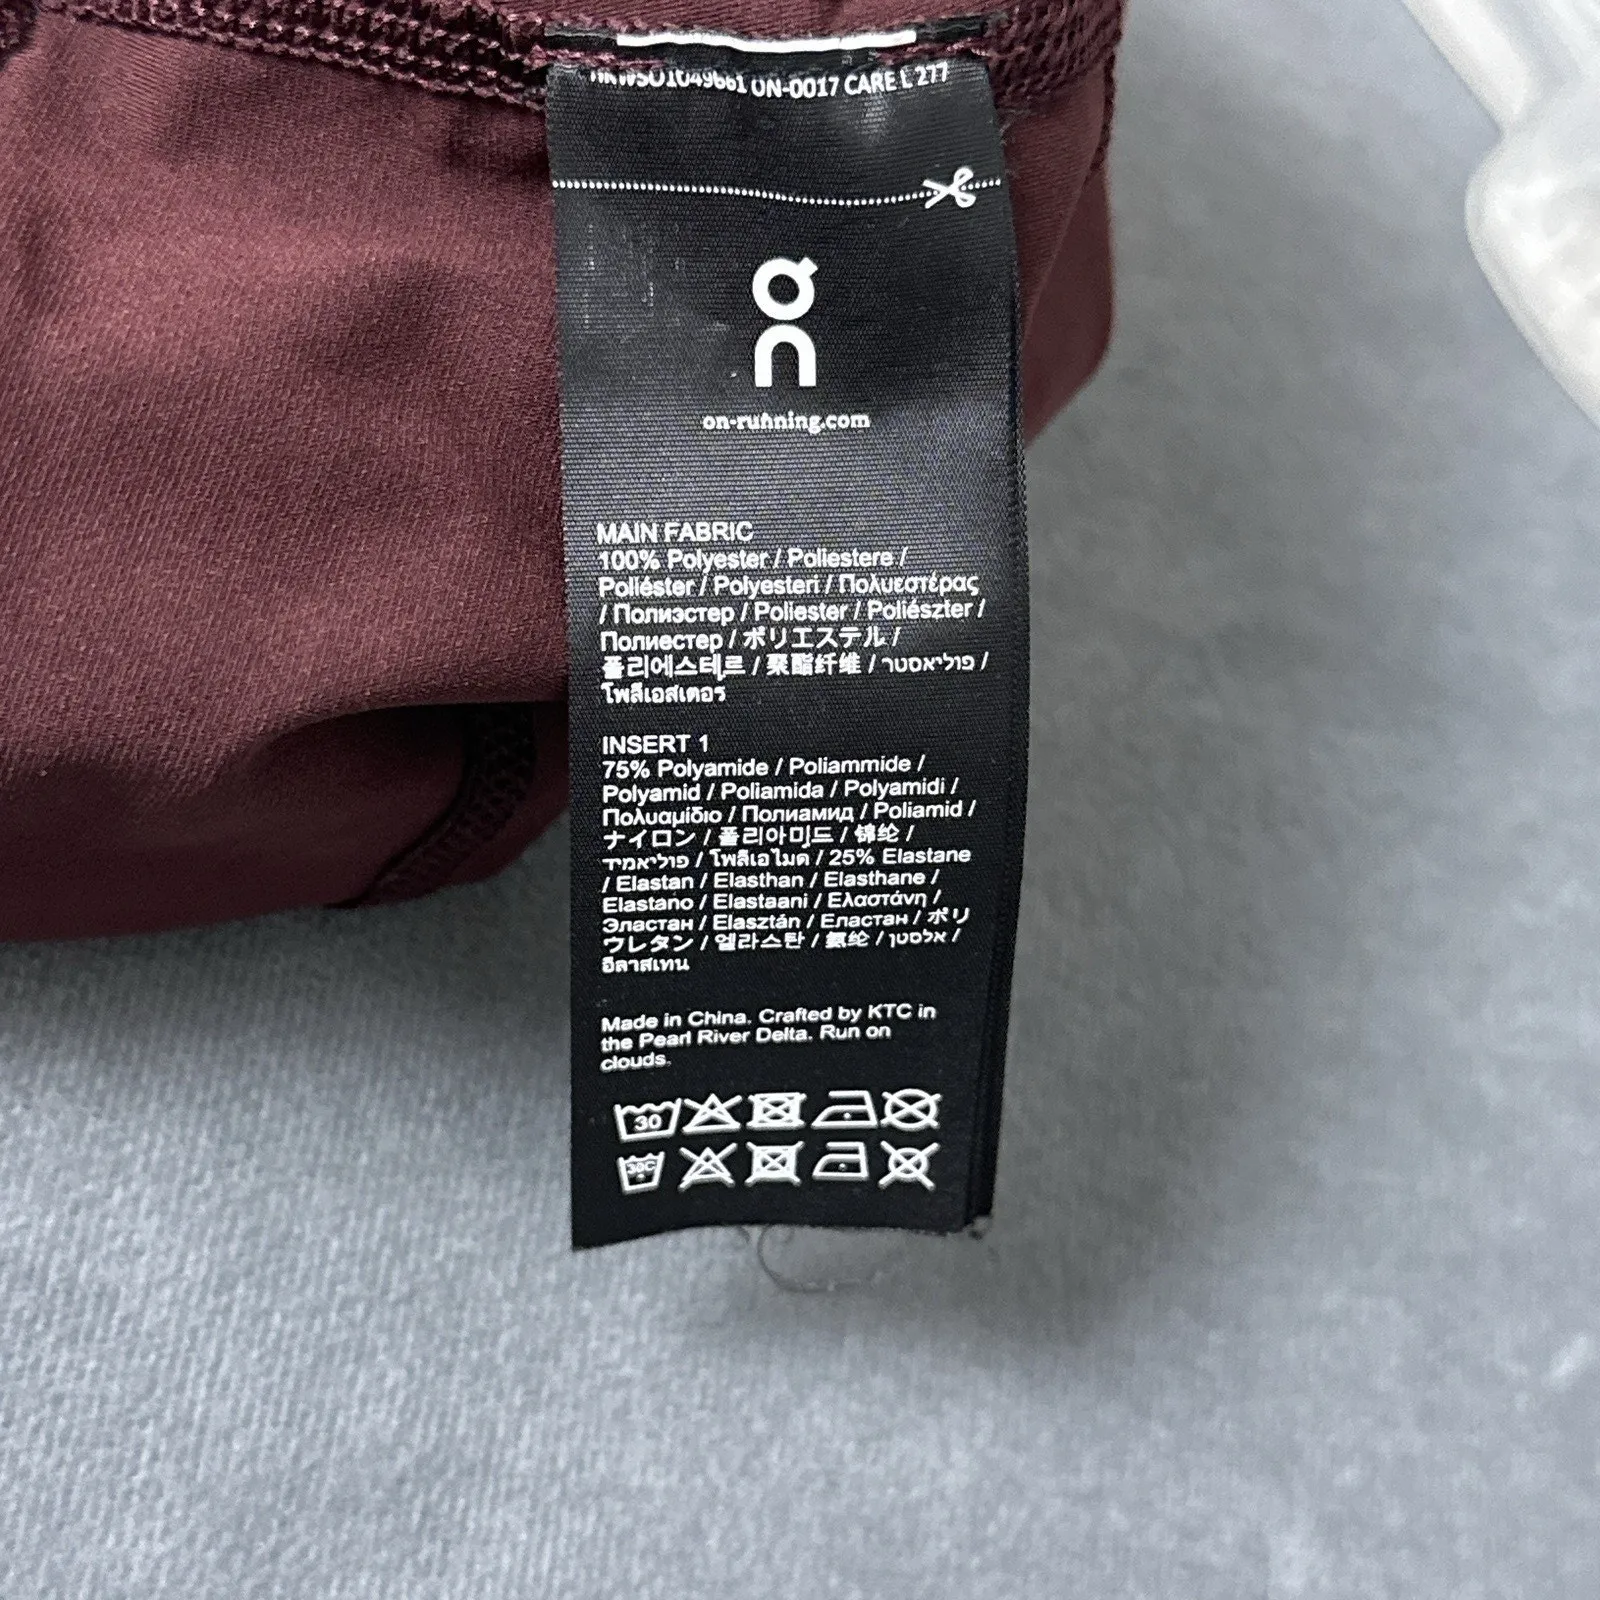 ON-0017 CARE L 277
on
on-running.com
MAIN FABRIC
100% Polyester / Poliestere /
Poliéster / Polyesteri / Πολυεστέρας
/ Полиэстер / Poliester / Poliészter /
Полиестер / ポリエステル /
폴리에스테르 / 聚酯纤维 / פוליאסטר /
โพลีเอสเตอร์
INSERT 1
75% Polyamide / Poliammide /
Polyamid / Poliamida / Polyamidi /
Πολυαμίδιο / Полиамид / Poliamid /
ナイロン / 폴리아미드 / 锦纶 /
פוליאמיד / โพลีเอไมด / 25% Elastane
/ Elastan / Elasthan / Elasthane /
Elastano / Elastaani / Ελαστάνη /
Эластан / Elasztán / Еластан / ポリ
ウレタン / 엘라스탄 / 氨纶 / אלסטן /
อีลาสเทน
Made in China. Crafted by KTC in
the Pearl River Delta. Run on
clouds.
30
30C